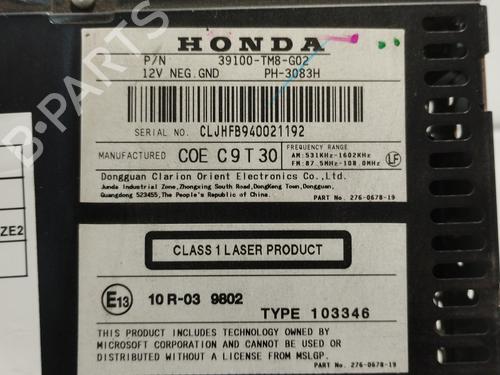 HONDA
P/N 39100-TM8-G02
12V NEG.GND PH-3083H
SERIAL NO. CLJHFB940021192
MANUFACTURED COE C9T30
FREQUENCY RANGE
AM:531KHz-1602KHz
FM:87.5MHz-108.0MHz
LF
Dongguan Clarion Orient Electronics Co.,Ltd.
Junda Industrial Zone,Zhongxing South Road,DongKeng Town,Dongguan,
Guangdong 523455,The People's Republic of China.
PART No. 276-0678-19
ZE2
CLASS 1 LASER PRODUCT
E13 10 R-03 9802
TYPE 103346
THIS PRODUCT INCLUDES TECHNOLOGY OWNED BY
MICROSOFT CORPORATION AND CANNOT BE USED OR
DISTRIBUTED WITHOUT A LICENSE FROM MSLGP.
PART No. 276-0678-19
B-PARTS